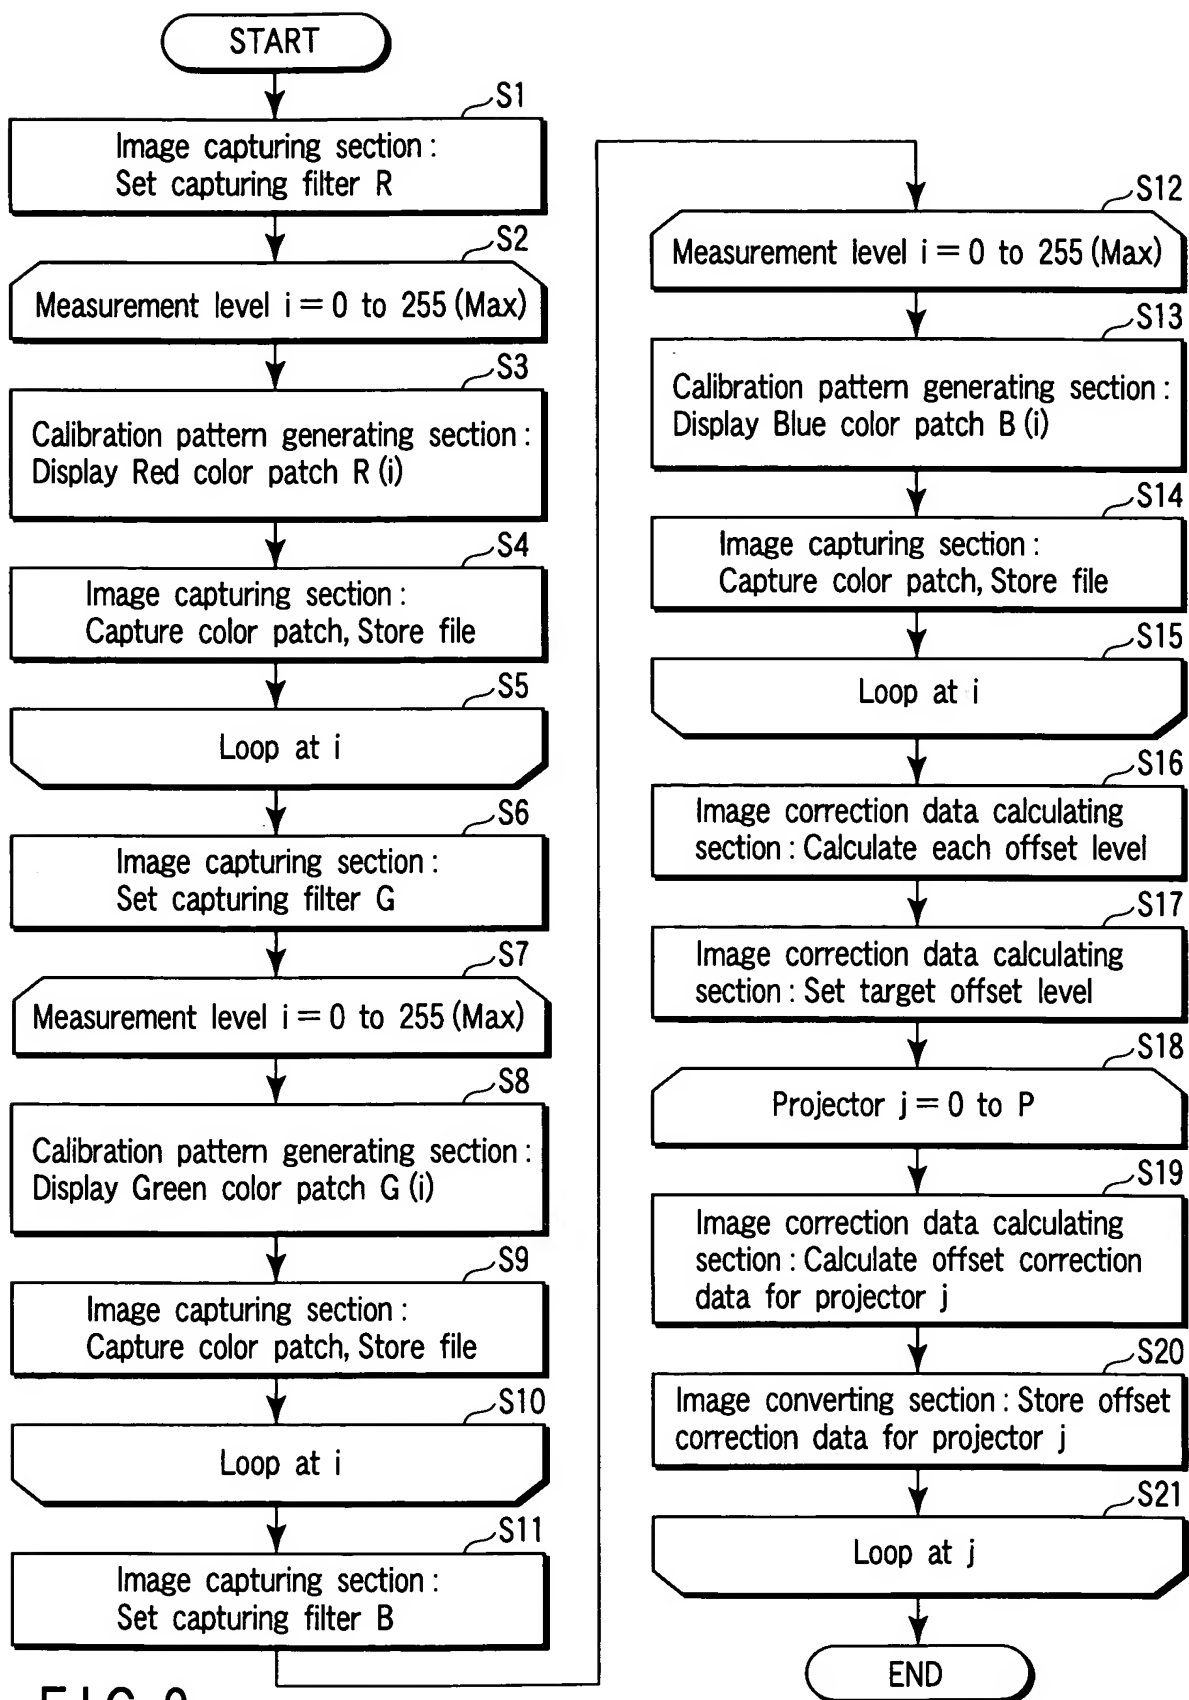 START
S1
Image capturing section :
Set capturing filter R
S2
Measurement level i = 0 to 255 (Max)
S3
Calibration pattern generating section :
Display Red color patch R (i)
S4
Image capturing section :
Capture color patch, Store file
S5
Loop at i
S6
Image capturing section :
Set capturing filter G
S7
Measurement level i = 0 to 255 (Max)
S8
Calibration pattern generating section :
Display Green color patch G (i)
S9
Image capturing section :
Capture color patch, Store file
S10
Loop at i
S11
Image capturing section :
Set capturing filter B
S12
Measurement level i = 0 to 255 (Max)
S13
Calibration pattern generating section :
Display Blue color patch B (i)
S14
Image capturing section :
Capture color patch, Store file
S15
Loop at i
S16
Image correction data calculating
section : Calculate each offset level
S17
Image correction data calculating
section : Set target offset level
S18
Projector j = 0 to P
S19
Image correction data calculating
section : Calculate offset correction
data for projector j
S20
Image converting section : Store offset
correction data for projector j
S21
Loop at j
END